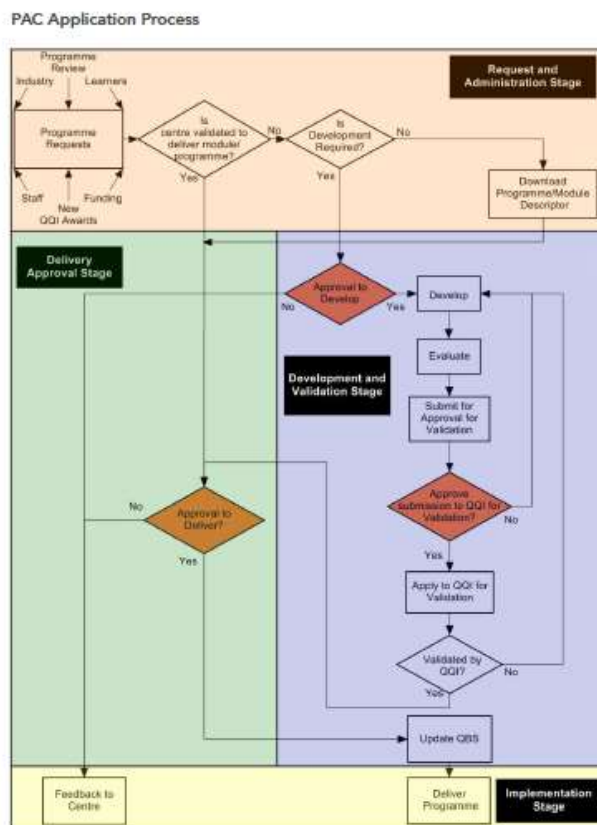 PAC Application Process
Programme
Review
Industry
Learners
Request and
Administration Stage
Programme
Requests
Is
centre validated to
deliver module/
programme?
No
Is
Development
Required?
No
Yes
Yes
Staff
Funding
New
QQI Awards
Download
Programme/Module
Descriptor
Delivery
Approval Stage
Approval to
Develop
No
Yes
Develop
Evaluate
Development and
Validation Stage
Submit for
Approval for
Validation
No
Approval to
Deliver?
Approve
submission to QQI for
Validation?
No
Yes
Yes
Apply to QQI for
Validation
Validated by
QQI?
No
Yes
Update QBS
Feedback to
Centre
Deliver
Programme
Implementation
Stage